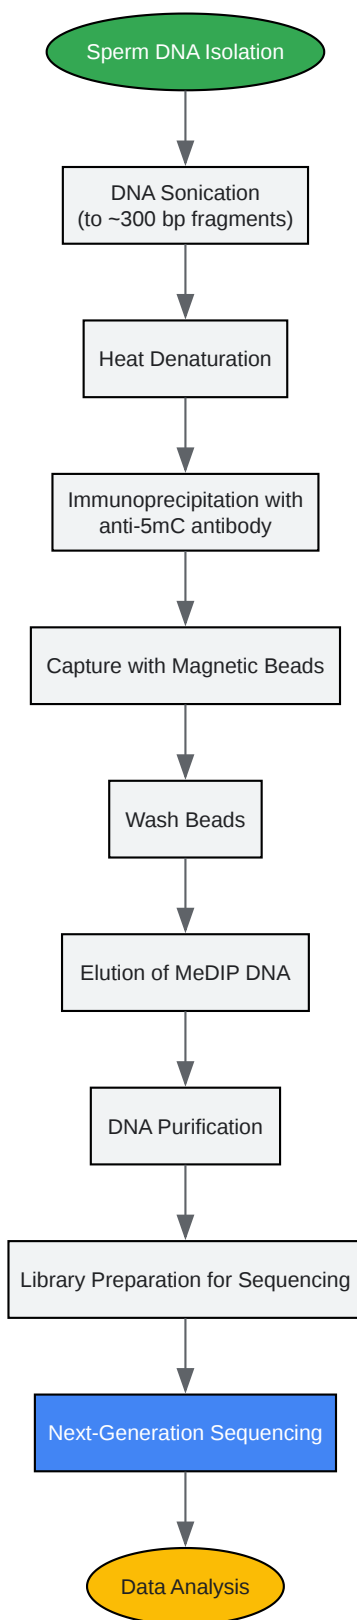 Sperm DNA Isolation
DNA Sonication
(to ~300 bp fragments)
Heat Denaturation
Immunoprecipitation with
anti-5mC antibody
Capture with Magnetic Beads
Wash Beads
Elution of MeDIP DNA
DNA Purification
Library Preparation for Sequencing
Next-Generation Sequencing
Data Analysis